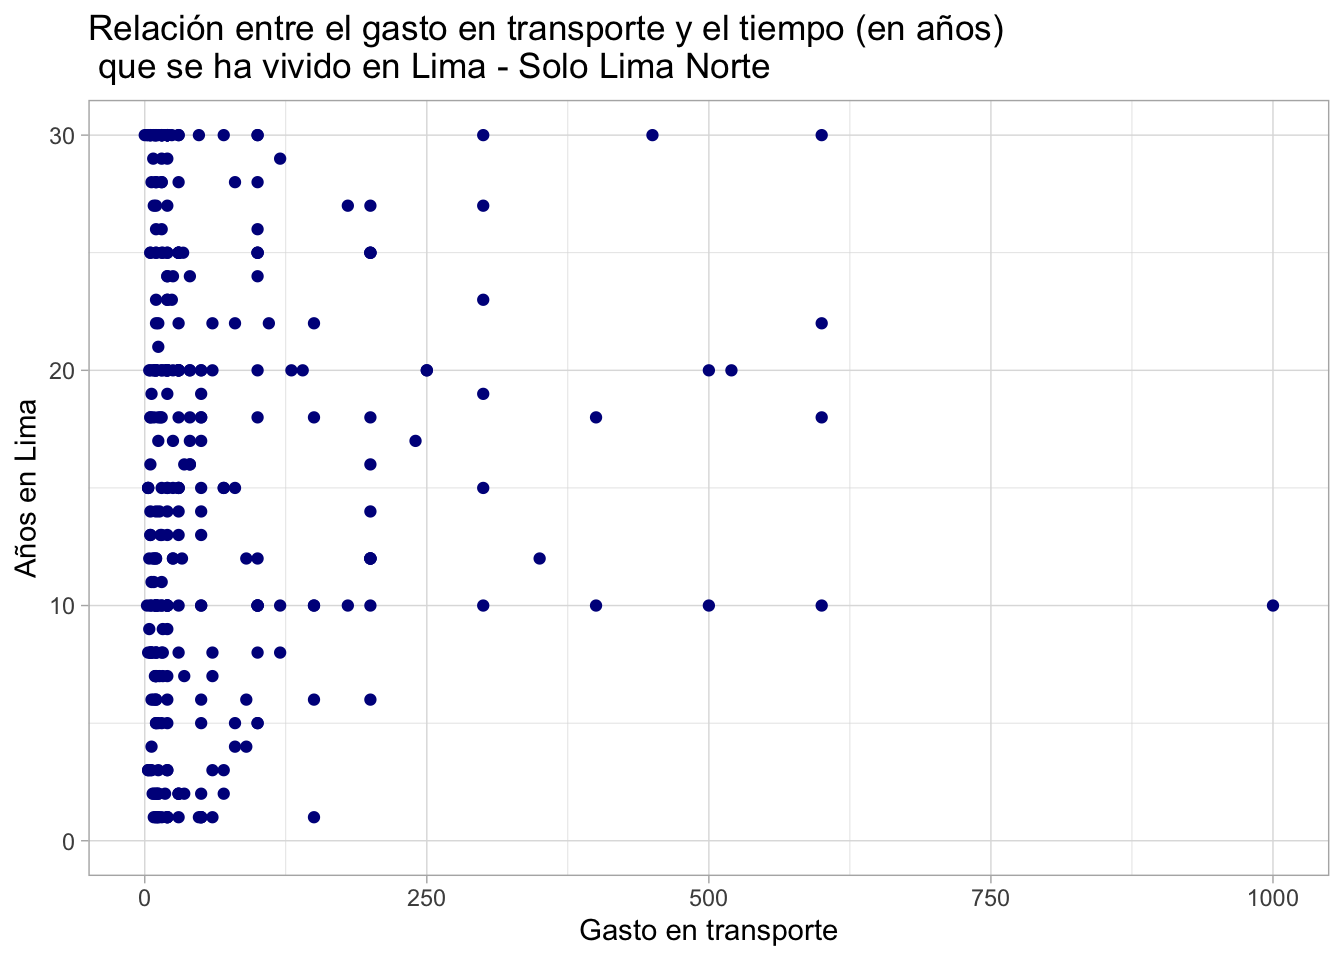 Relación entre el gasto en transporte y el tiempo (en años)
que se ha vivido en Lima - Solo Lima Norte
30
20
10
0
Años en Lima
0 250 500 750 1000
Gasto en transporte